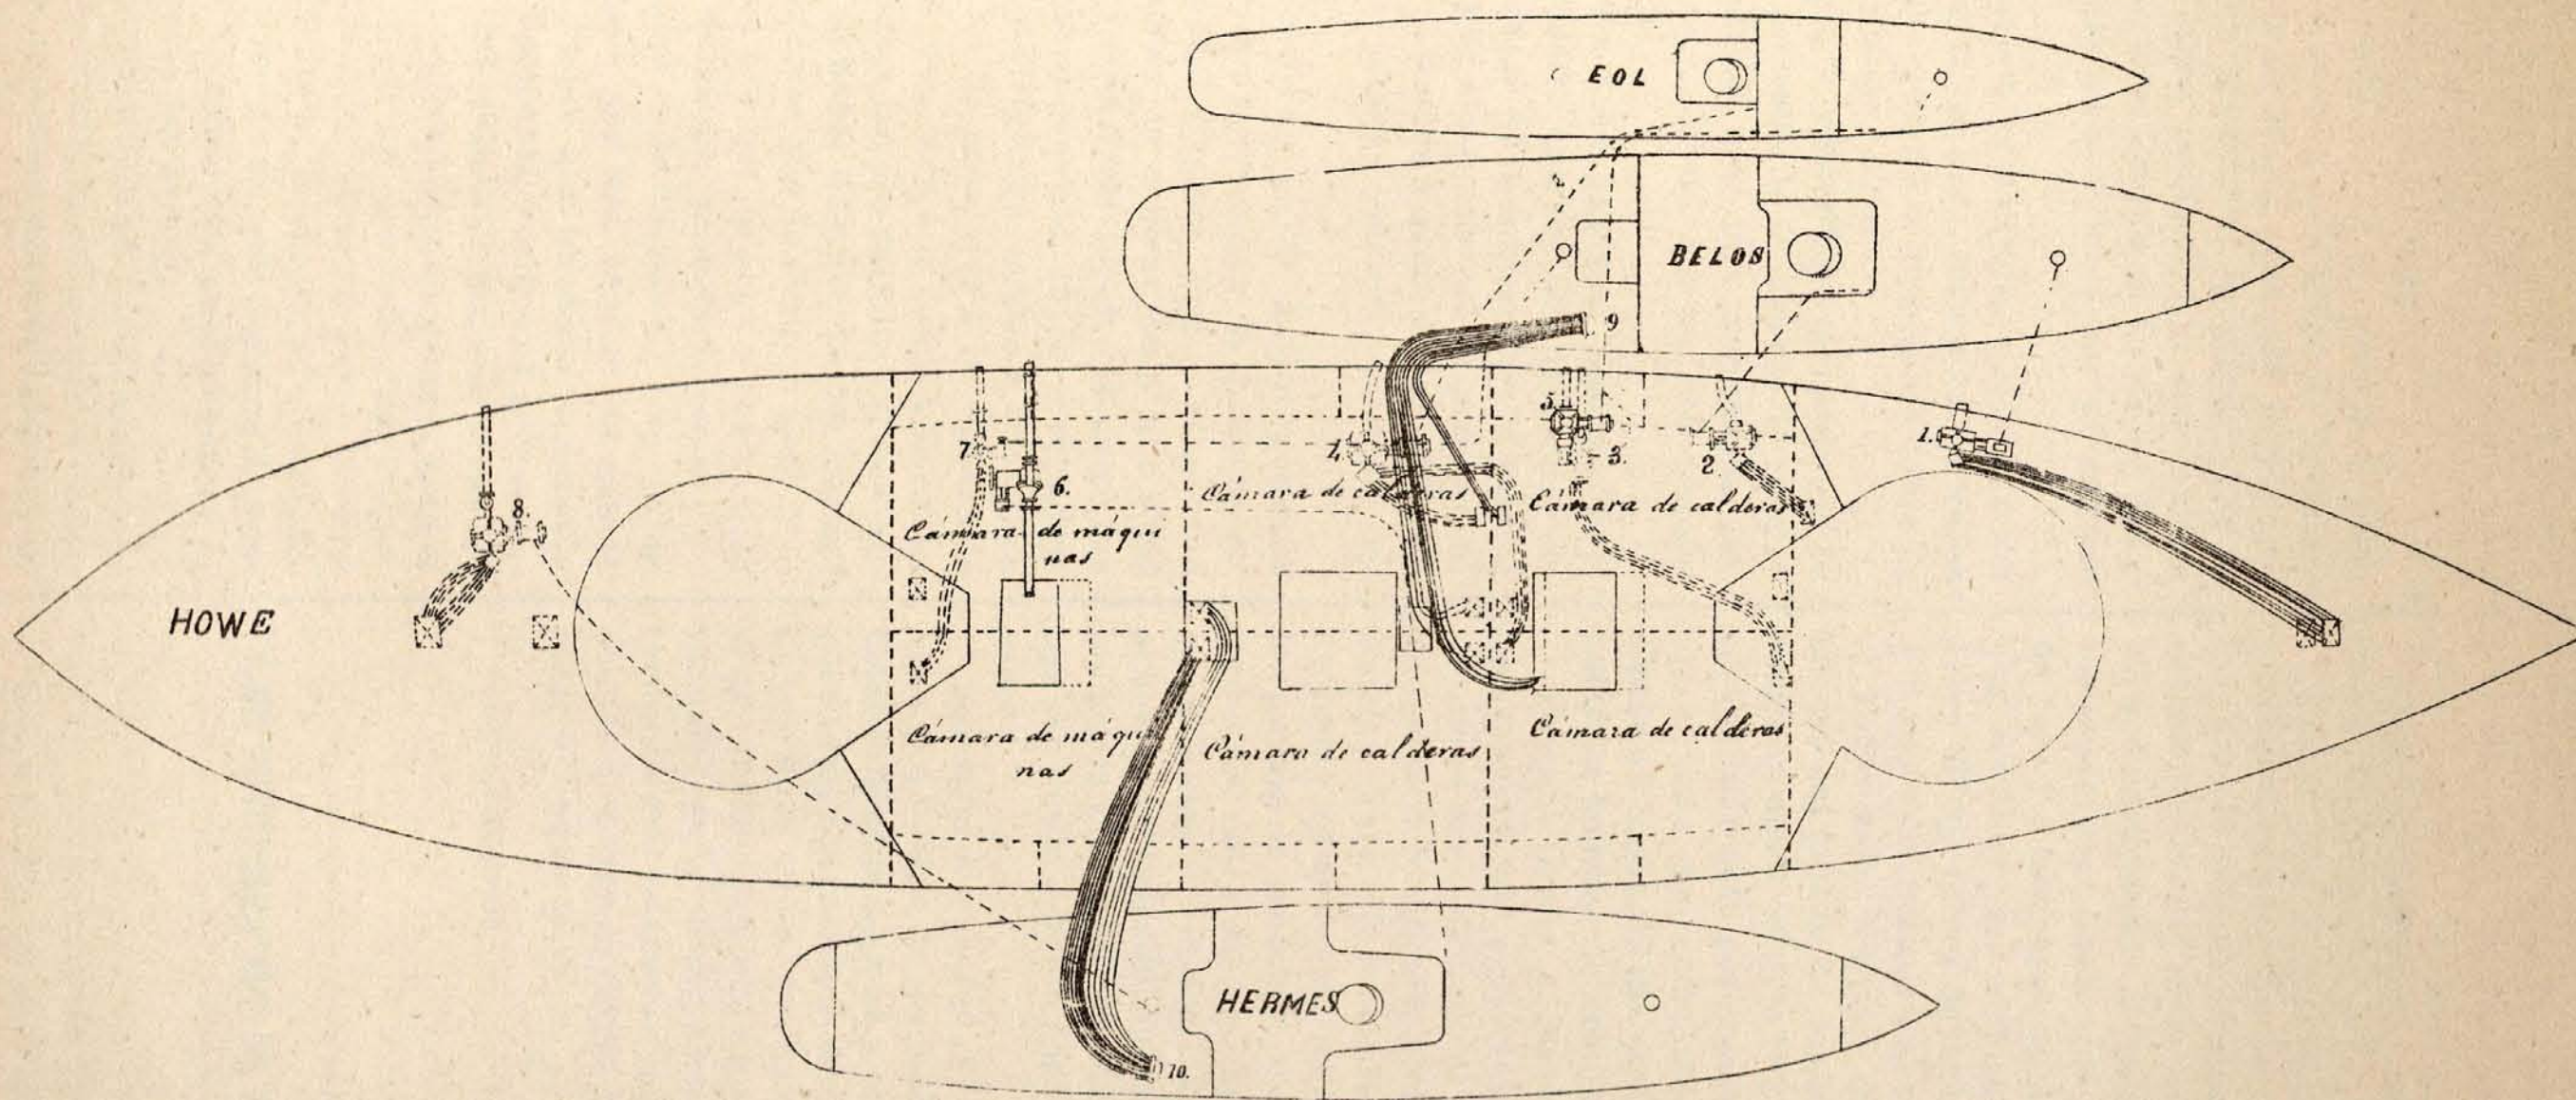 EOL
BELOS
9
5.
1.
7.
4.
3.
2.
6.
Cámara de calderas
Cámara de calderas
8.
Cámara de máqui
nas
HOWE
Cámara de máqui
nas
Cámara de calderas
Cámara de calderas
HERMES
10.